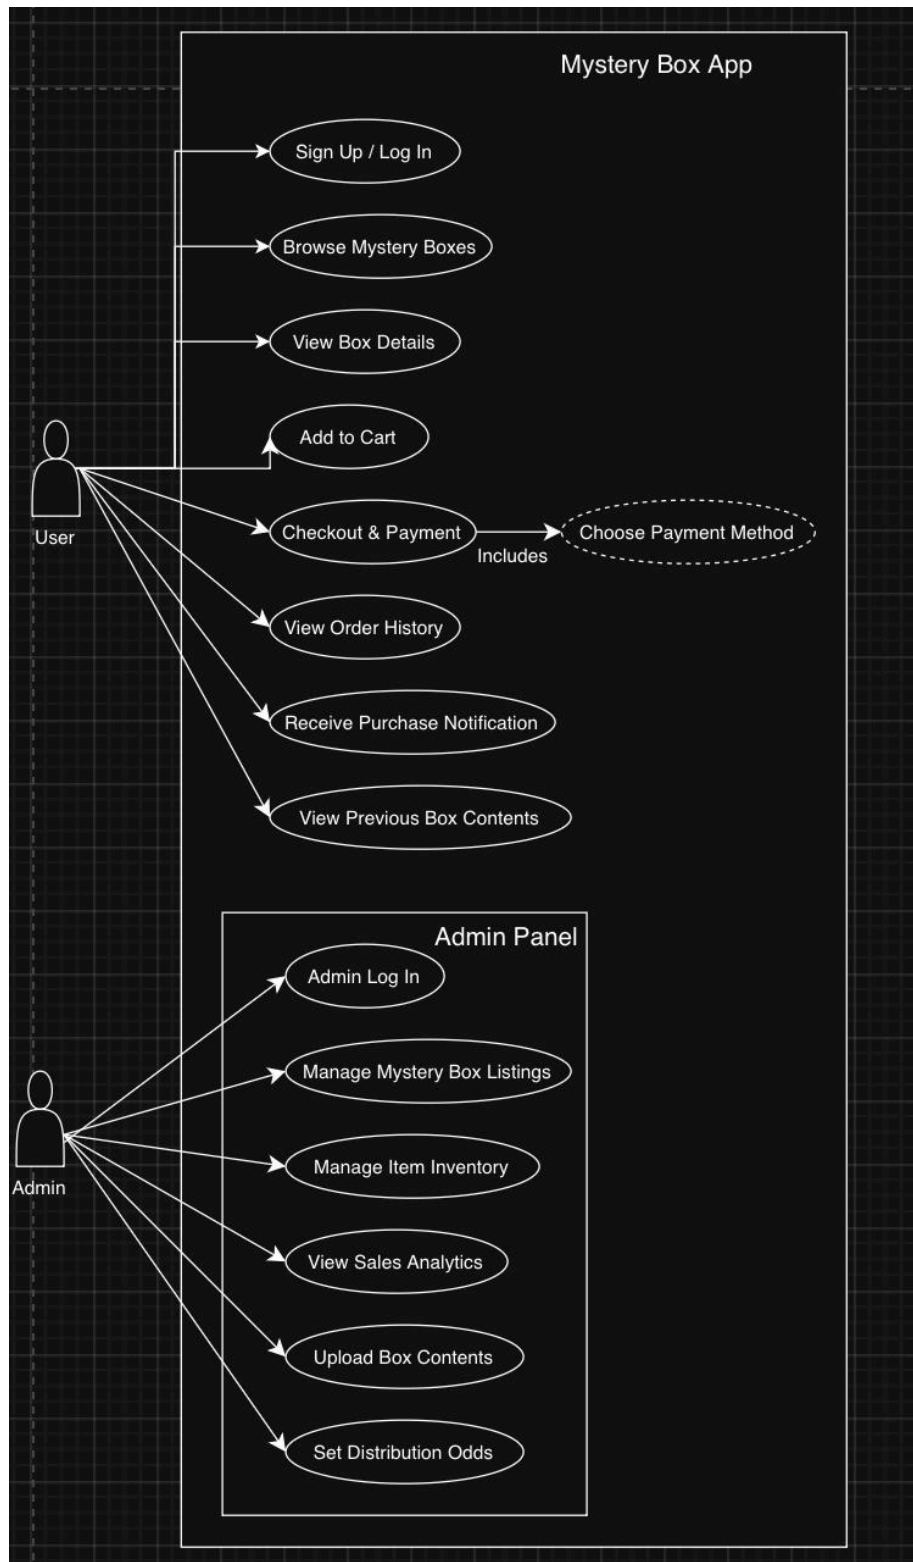 Mystery Box App
Sign Up / Log In
Browse Mystery Boxes
View Box Details
Add to Cart
User
Checkout & Payment
Includes
Choose Payment Method
View Order History
Receive Purchase Notification
View Previous Box Contents
Admin Panel
Admin Log In
Manage Mystery Box Listings
Manage Item Inventory
Admin
View Sales Analytics
Upload Box Contents
Set Distribution Odds